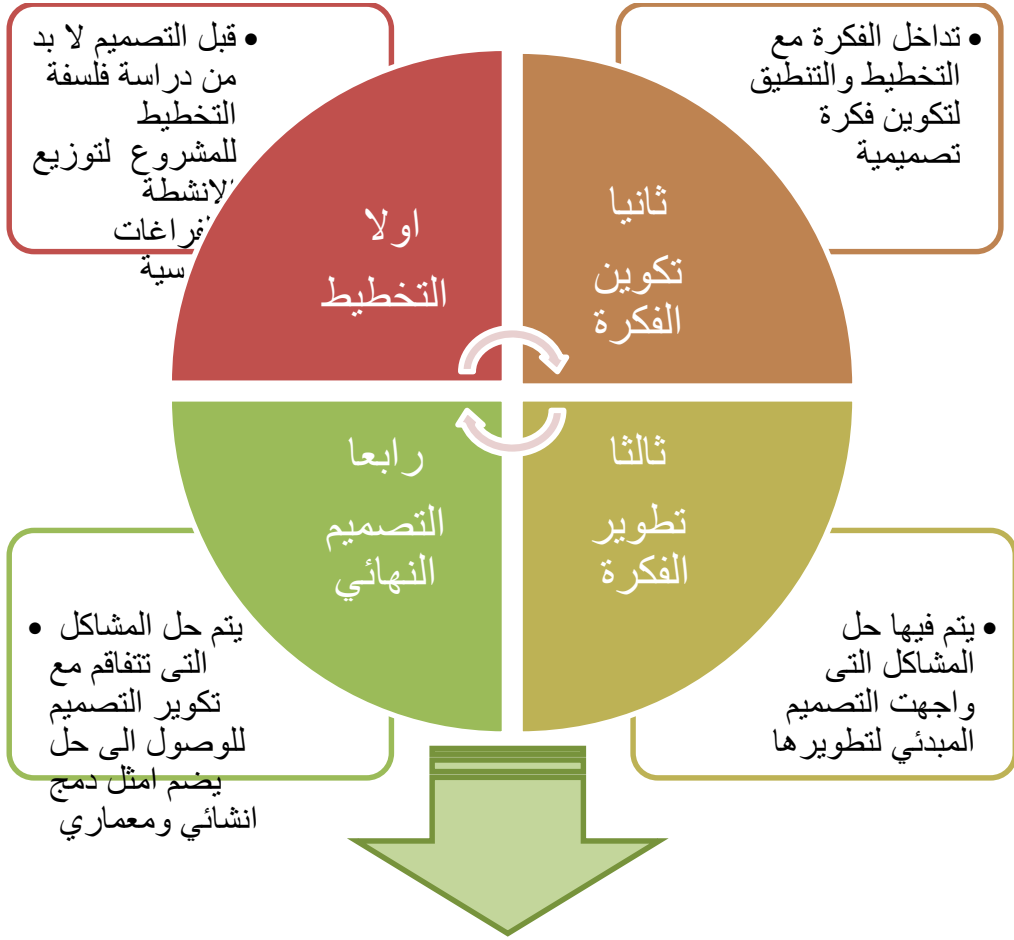 • قبل التصميم لا بد
من دراسة فلسفة
التخطيط
للمشروع لتوزيع
الانشطة
فراغات
اولا
التخطيط
• تداخل الفكرة مع
التخطيط والتنطيق
لتكوين فكرة
تصميمية
ثانيا
تكوين
الفكرة
ثالثا
تطوير
الفكرة
• يتم فيها حل
المشاكل التى
واجهت التصميم
المبدئي لتطويرها
رابعا
التصميم
النهائي
• يتم حل المشاكل
التى تتفاقم مع
تكوير التصميم
للوصول الى حل
يضم امثل دمج
انشائي ومعماري